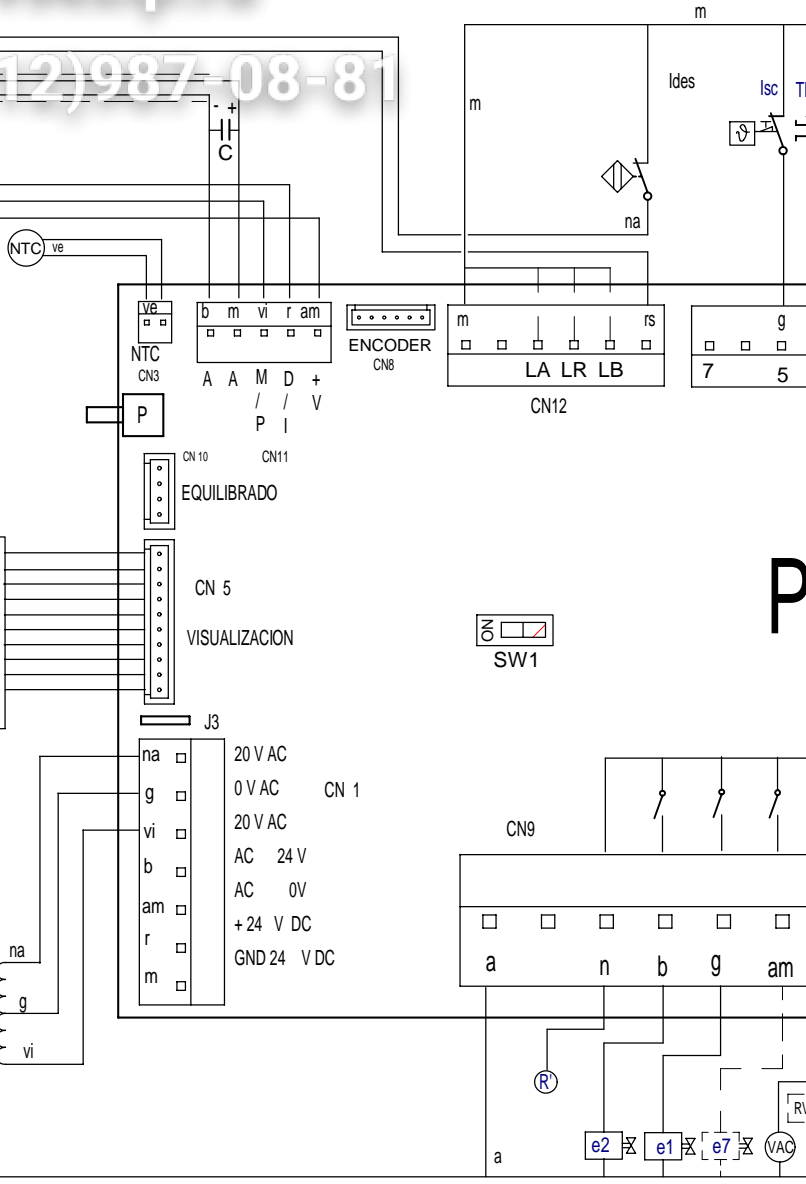 12)987-08-81
m
m
Ides
Isc
- +
C
na
NTC ve
ve
b m vi r am
m rs
g
NTC
CN3
ENCODER
CN8
LA LR LB
7 5
A A M / P D / I + V
CN12
P
CN 10
CN11
EQUILIBRADO
CN 5
VISUALIZACION
P
ON
SW1
J3
na 20 V AC
g 0 V AC CN 1
vi 20 V AC
b AC 24 V
am AC 0V
r + 24 V DC
m GND 24 V DC
CN9
a n b g am
na
g
vi
R'
e2 e1 e7 VAC
RV
a